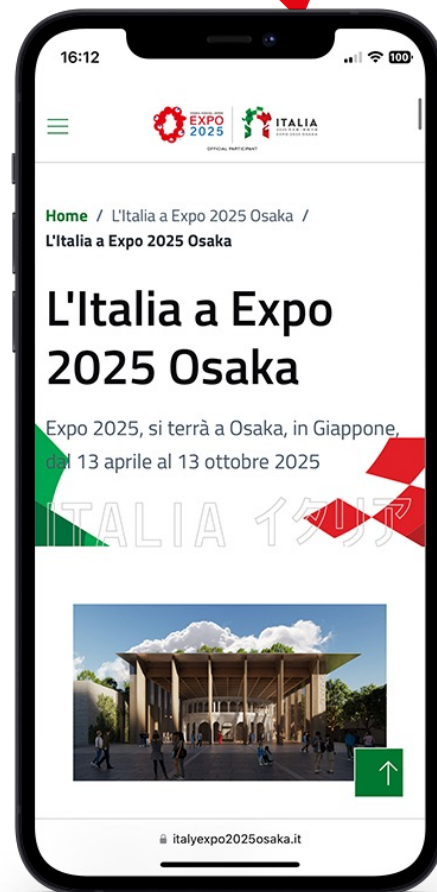 16:12
100
EXPO
2025
ITALIA
OFFICIAL PARTICIPANT
Home / L'Italia a Expo 2025 Osaka /
L'Italia a Expo 2025 Osaka
L'Italia a Expo
2025 Osaka
Expo 2025, si terrà a Osaka, in Giappone,
dal 13 aprile al 13 ottobre 2025
ITALIA イタリア
italyexpo2025osaka.it